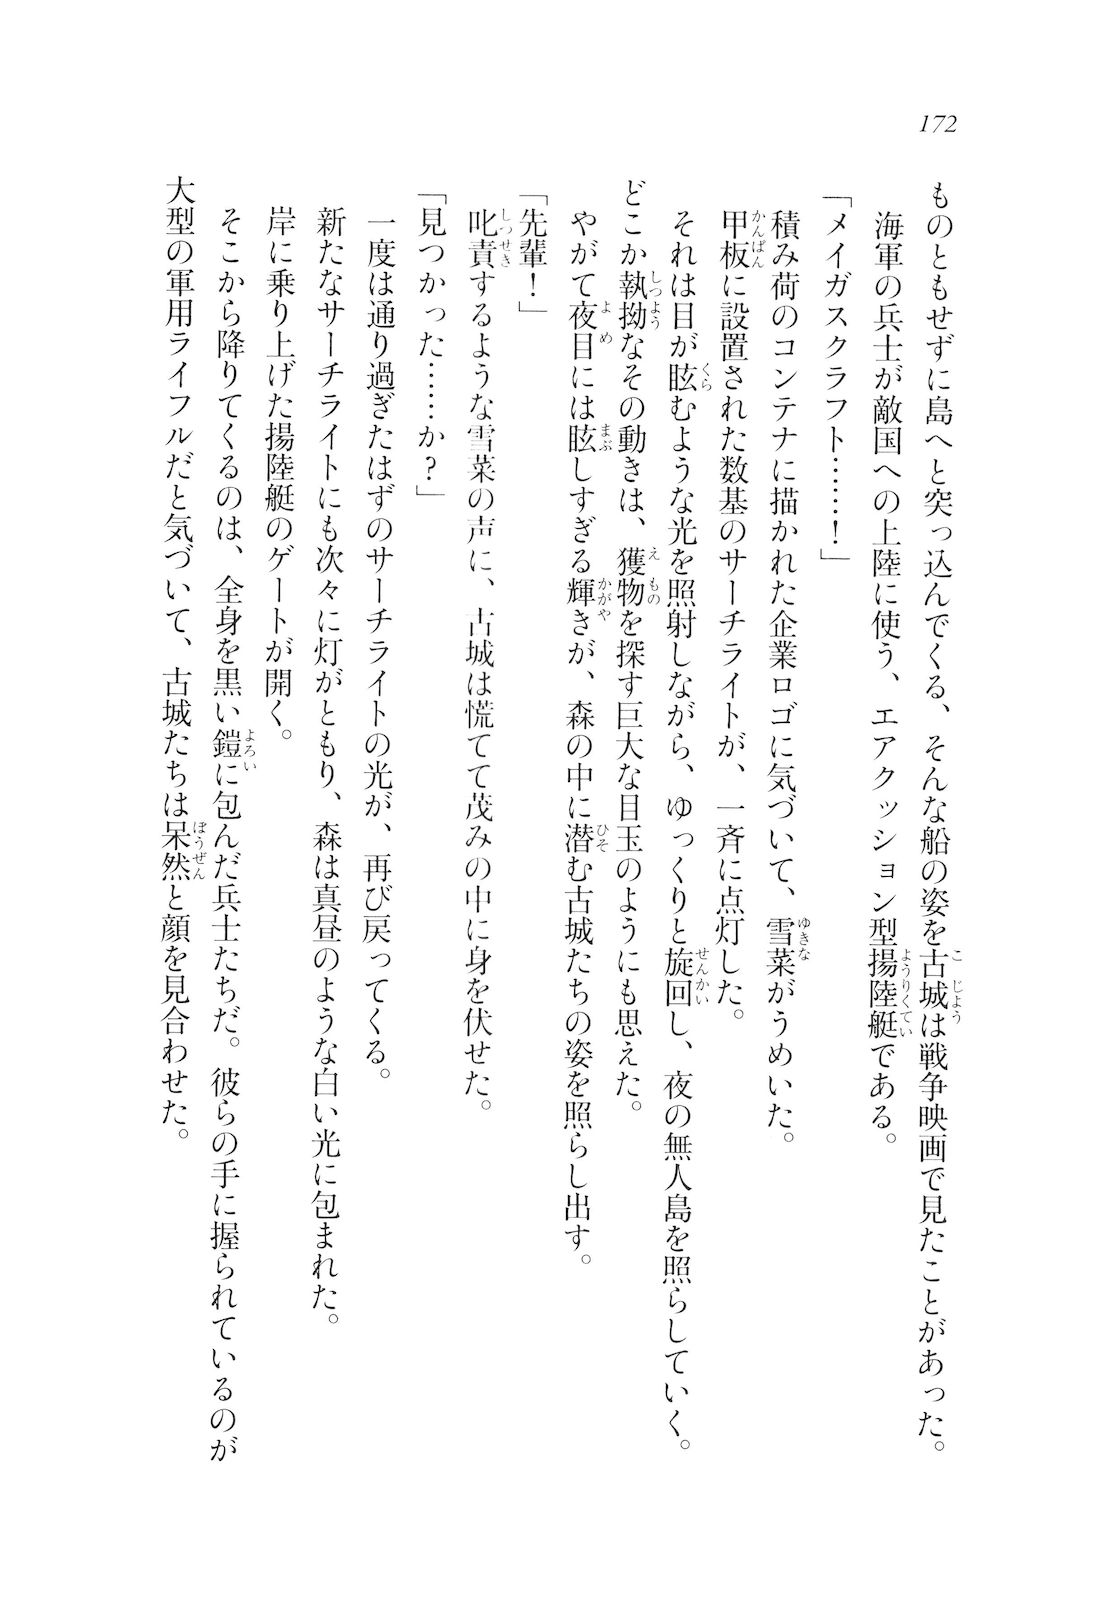 172
ものともせずに島へと突っ込んでくる、そんな船の姿を古城は戦争映画で見たことがあった。
海軍の兵士が敵国への上陸に使う、エアクッション型揚陸艇である。
「メイガスクラフト……！」
積み荷のコンテナに描かれた企業ロゴに気づいて、雪菜がうめいた。
甲板に設置された数基のサーチライトが、一斉に点灯した。
それは目が眩むような光を照射しながら、ゆっくりと旋回し、夜の無人島を照らしていく。
どこか執拗なその動きは、獲物を探す巨大な目玉のようにも思えた。
やがて夜目には眩しすぎる輝きが、森の中に潜む古城たちの姿を照らし出す。
「先輩！」
叱責するような雪菜の声に、古城は慌てて茂みの中に身を伏せた。
「見つかった……か？」
一度は通り過ぎたはずのサーチライトの光が、再び戻ってくる。
新たなサーチライトにも次々に灯がともり、森は真昼のような白い光に包まれた。
岸に乗り上げた揚陸艇のゲートが開く。
そこから降りてくるのは、全身を黒い鎧に包んだ兵士たちだ。彼らの手に握られているのが
大型の軍用ライフルだと気づいて、古城たちは呆然と顔を見合わせた。